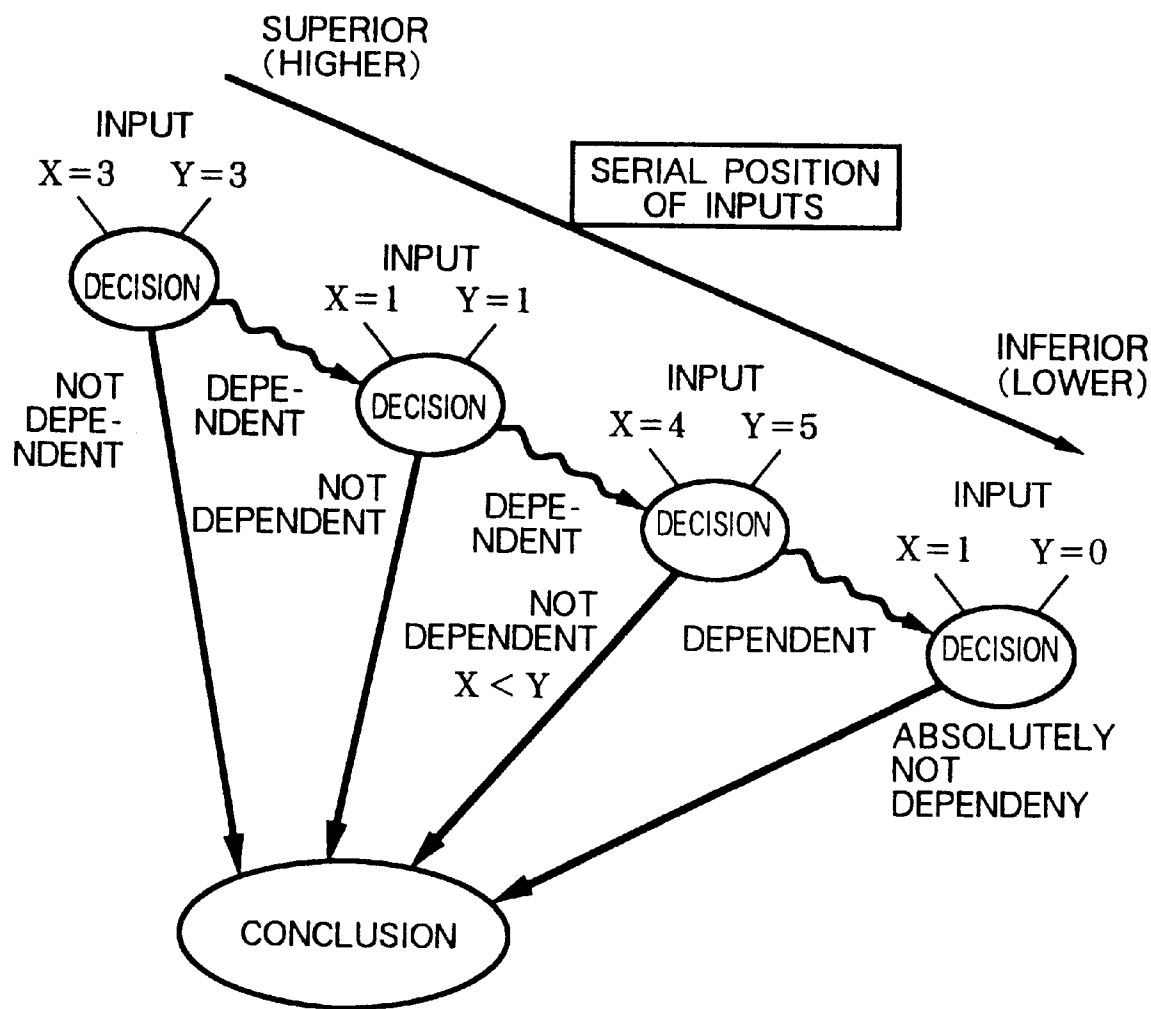 SUPERIOR
(HIGHER)
INPUT
X=3 Y=3
DECISION
SERIAL POSITION
OF INPUTS
INPUT
X=1 Y=1
DECISION
NOT
DEPE-
NDENT
DEPE-
NDENT
INFERIOR
(LOWER)
INPUT
X=4 Y=5
DECISION
NOT
DEPENDENT
DEPE-
NDENT
INPUT
X=1 Y=0
DECISION
NOT
DEPENDENT
X < Y
DEPENDENT
ABSOLUTELY
NOT
DEPENDENY
CONCLUSION